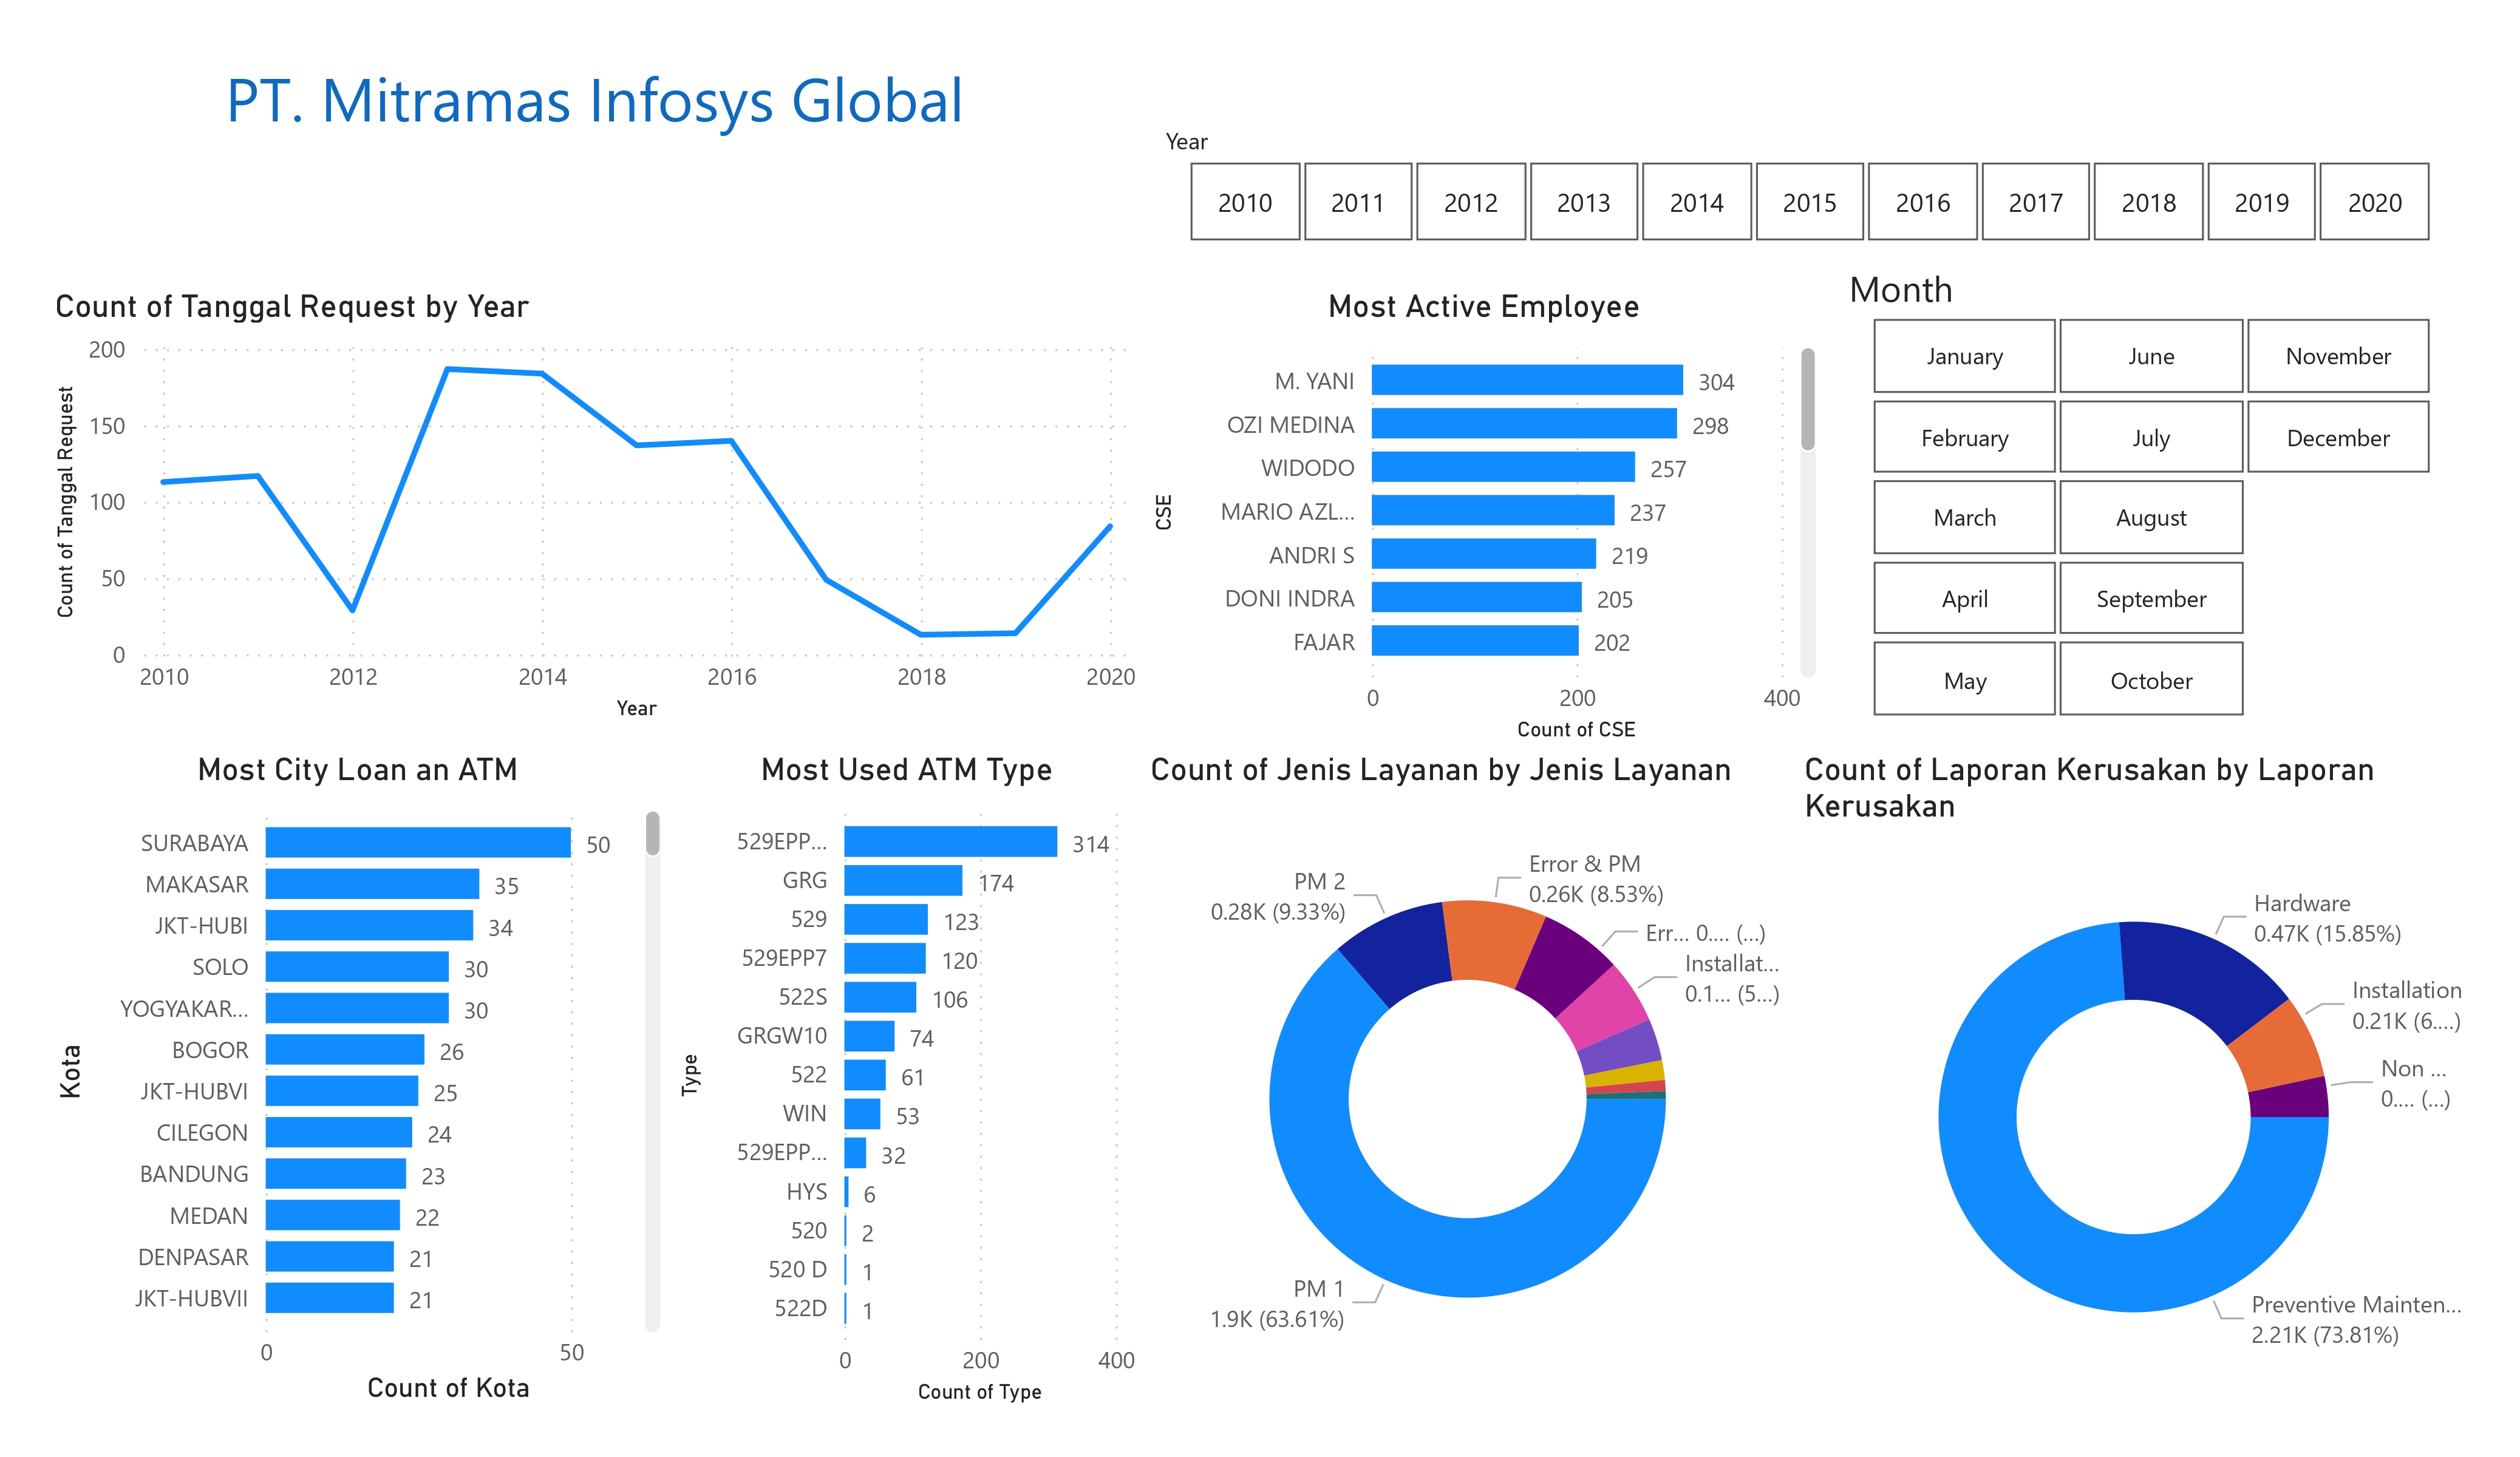 PT. Mitramas Infosys Global
Year
2010 2011 2012 2013 2014 2015 2016 2017 2018 2019 2020
Count of Tanggal Request by Year
Count of Tanggal Request
200
150
100
50
0
2010 2012 2014 2016 2018 2020
Year
Most Active Employee
CSE
M. YANI 304
OZI MEDINA 298
WIDODO 257
MARIO AZL... 237
ANDRI S 219
DONI INDRA 205
FAJAR 202
0 200 400
Count of CSE
Month
January June November
February July December
March August
April September
May October
Most City Loan an ATM
Kota
SURABAYA 50
MAKASAR 35
JKT-HUBI 34
SOLO 30
YOGYAKAR... 30
BOGOR 26
JKT-HUBVI 25
CILEGON 24
BANDUNG 23
MEDAN 22
DENPASAR 21
JKT-HUBVII 21
0 50
Count of Kota
Most Used ATM Type
Type
529EPP... 314
GRG 174
529 123
529EPP7 120
522S 106
GRGW10 74
522 61
WIN 53
529EPP... 32
HYS 6
520 2
520 D 1
522D 1
0 200 400
Count of Type
Count of Jenis Layanan by Jenis Layanan
PM 2
0.28K (9.33%)
Error & PM
0.26K (8.53%)
Err... 0.... (...)
Installat...
0.1... (5...)
PM 1
1.9K (63.61%)
Count of Laporan Kerusakan by Laporan
Kerusakan
Hardware
0.47K (15.85%)
Installation
0.21K (6....)
Non ...
0.... (...)
Preventive Mainten...
2.21K (73.81%)